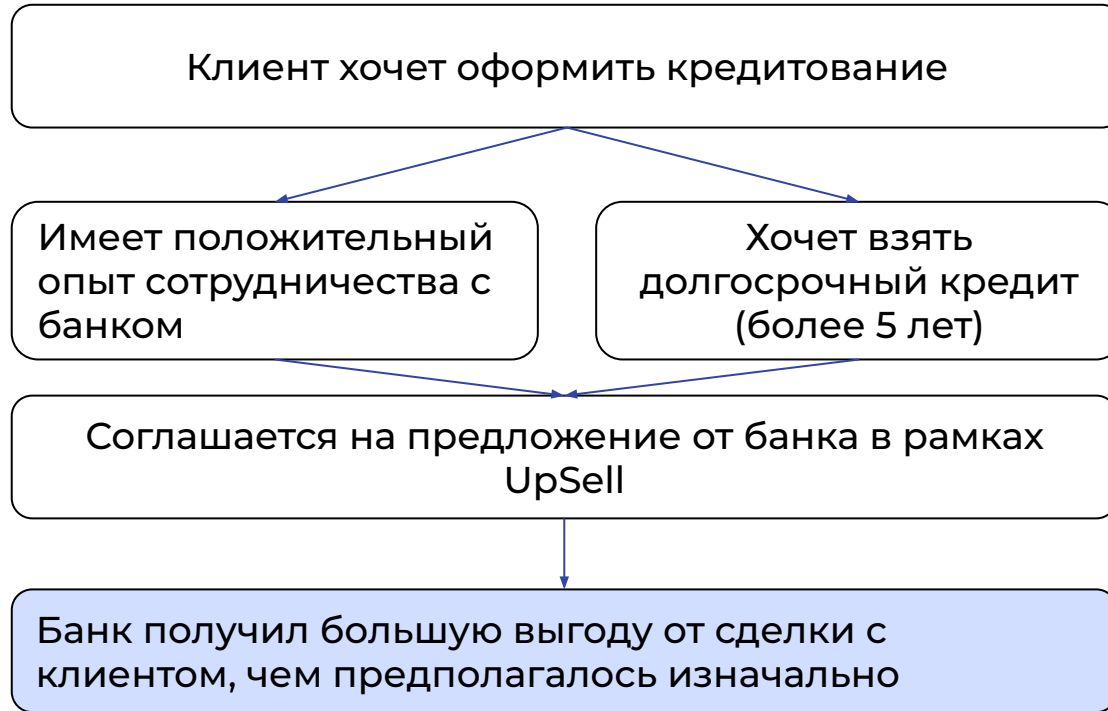 Клиент хочет оформить кредитование
Имеет положительный
опыт сотрудничества с
банком
Хочет взять
долгосрочный кредит
(более 5 лет)
Соглашается на предложение от банка в рамках
UpSell
Банк получил большую выгоду от сделки с
клиентом, чем предполагалось изначально